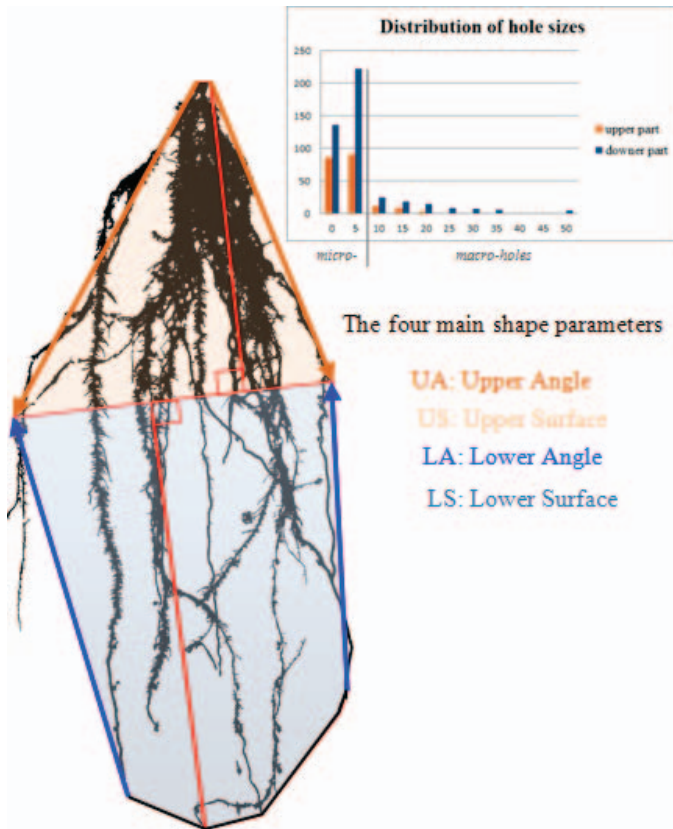 Distribution of hole sizes
250
200
150
100
50
0
upper part
downer part
0 5 10 15 20 25 30 35 40 45 50
micro- macro-holes
The four main shape parameters
UA: Upper Angle
US: Upper Surface
LA: Lower Angle
LS: Lower Surface